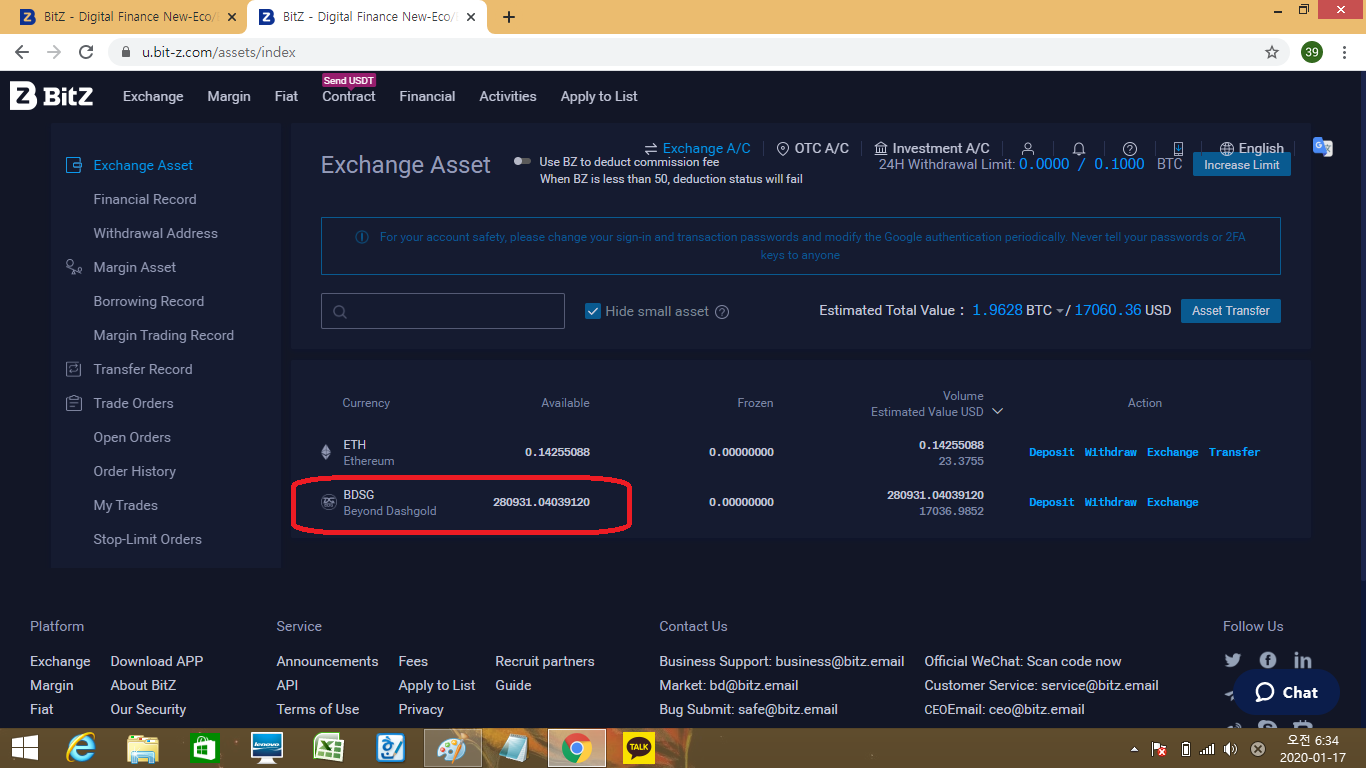 BitZ - Digital Finance New-Eco/
BitZ - Digital Finance New-Eco/
u.bit-z.com/assets/index
39
BitZ
Exchange
Margin
Fiat
Send USDT
Contract
Financial
Activities
Apply to List
Exchange A/C
OTC A/C
Investment A/C
English
Exchange Asset
Financial Record
Withdrawal Address
Margin Asset
Borrowing Record
Margin Trading Record
Transfer Record
Trade Orders
Open Orders
Order History
My Trades
Stop-Limit Orders
Exchange Asset
Use BZ to deduct commission fee
When BZ is less than 50, deduction status will fail
24H Withdrawal Limit: 0.0000 / 0.1000 BTC
Increase Limit
For your account safety, please change your sign-in and transaction passwords and modify the Google authentication periodically. Never tell your passwords or 2FA
keys to anyone
Hide small asset
Estimated Total Value : 1.9628 BTC / 17060.36 USD
Asset Transfer
Currency
Available
Frozen
Volume
Estimated Value USD
Action
ETH
Ethereum
0.14255088
0.00000000
0.14255088
23.3755
Deposit Withdraw Exchange Transfer
BDSG
Beyond Dashgold
280931.04039120
0.00000000
280931.04039120
17036.9852
Deposit Withdraw Exchange
Platform
Exchange
Download APP
Margin
About BitZ
Fiat
Our Security
Service
Announcements
Fees
Recruit partners
API
Apply to List
Guide
Terms of Use
Privacy
Contact Us
Business Support: business@bitz.email
Official WeChat: Scan code now
Market: bd@bitz.email
Customer Service: service@bitz.email
Bug Submit: safe@bitz.email
CEOEmail: ceo@bitz.email
Follow Us
Chat
lenovo
TALK
오전 6:34
2020-01-17